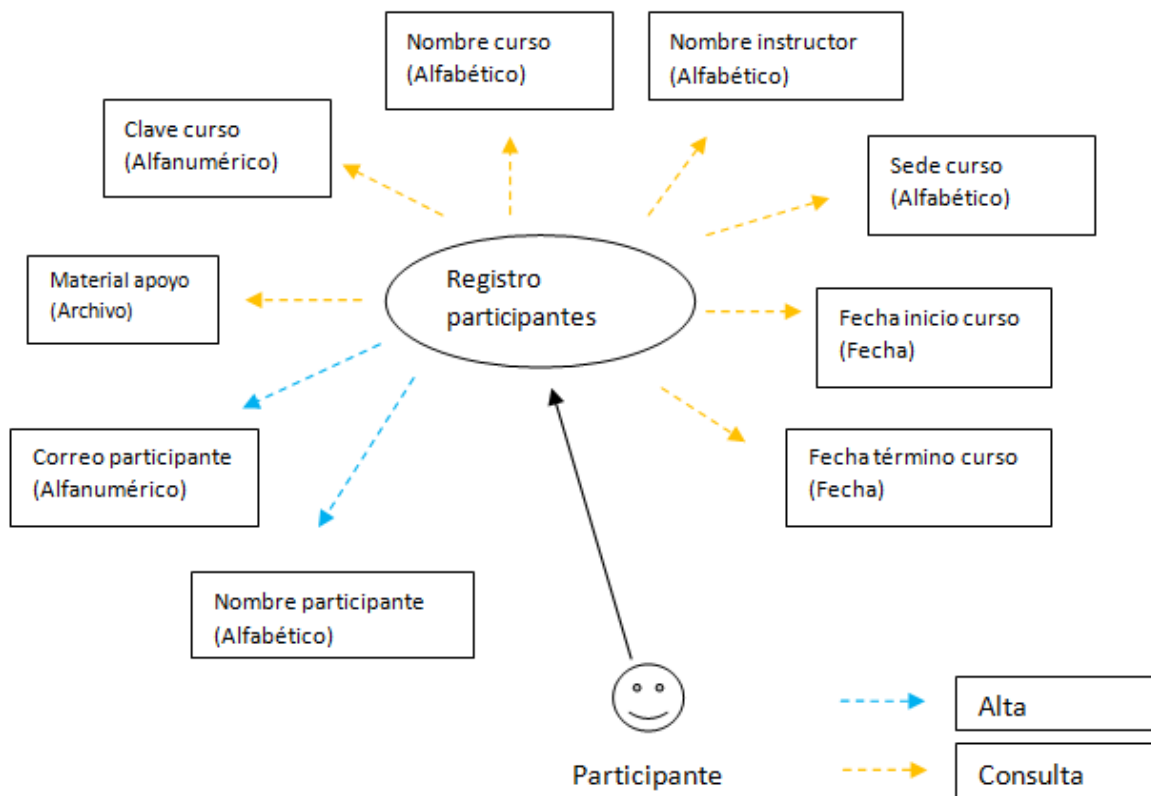 Nombre curso
(Alfabético)
Nombre instructor
(Alfabético)
Clave curso
(Alfanumérico)
Sede curso
(Alfabético)
Material apoyo
(Archivo)
Registro
participantes
Fecha inicio curso
(Fecha)
Correo participante
(Alfanumérico)
Fecha término curso
(Fecha)
Nombre participante
(Alfabético)
Participante
Alta
Consulta